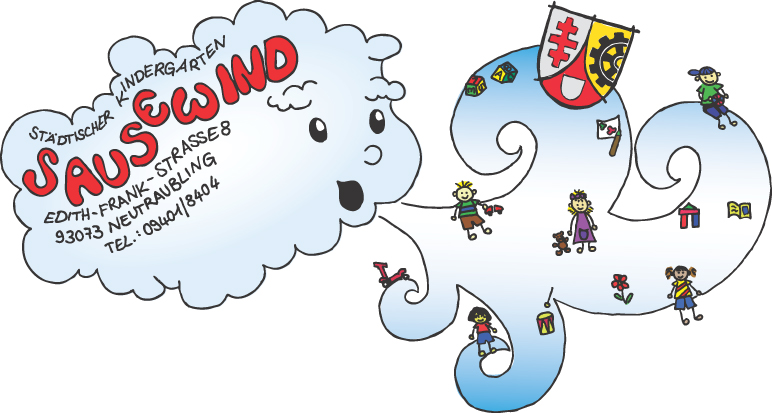 STÄDTISCHER KINDERGARTEN
SAUSEWIND
EDITH-FRANK-STRASSE 8
93073 NEUTRAUBLING
TEL.: 09401/8404